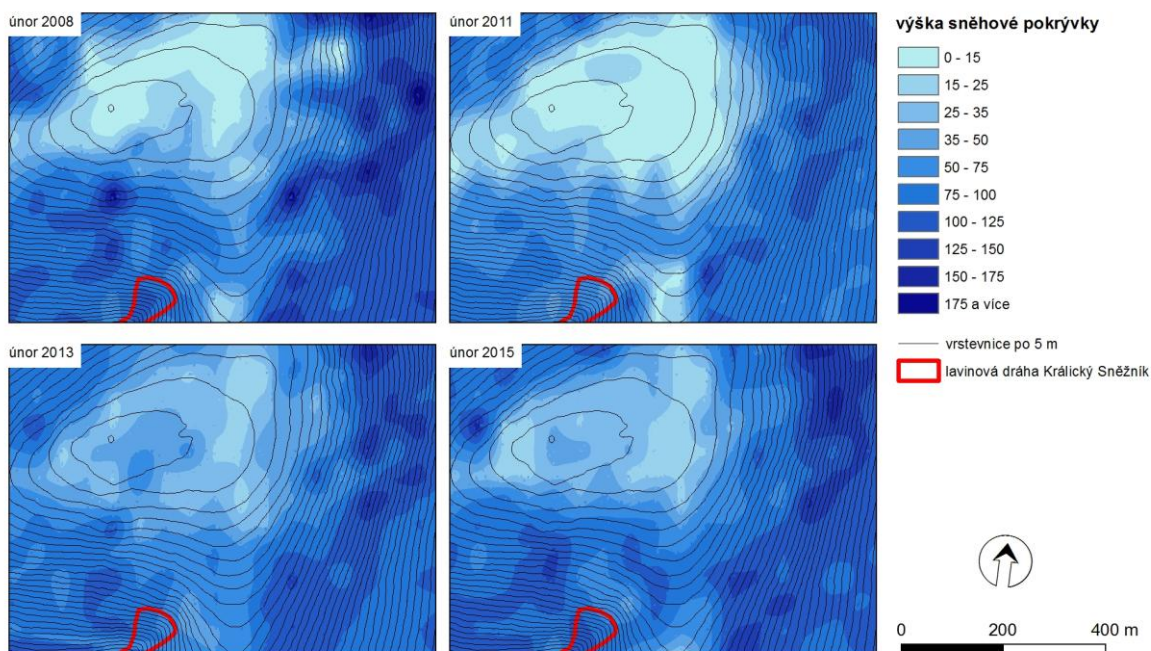 únor 2008
únor 2011
únor 2013
únor 2015
výška sněhové pokrývky
0 - 15
15 - 25
25 - 35
35 - 50
50 - 75
75 - 100
100 - 125
125 - 150
150 - 175
175 a více
vrstevnice po 5 m
lavinová dráha Králický Sněžník
0 200 400 m